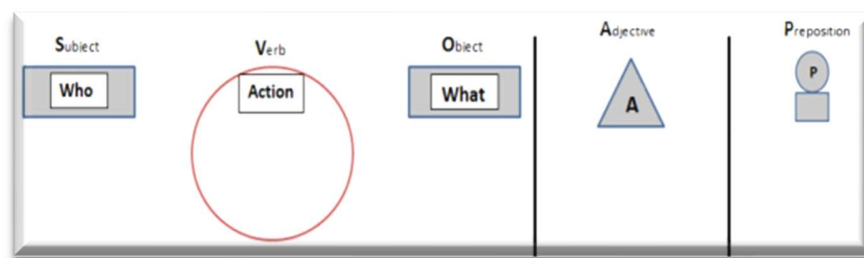 Subject
Verb
Object
Adjective
Preposition
Who
Action
What
A
P